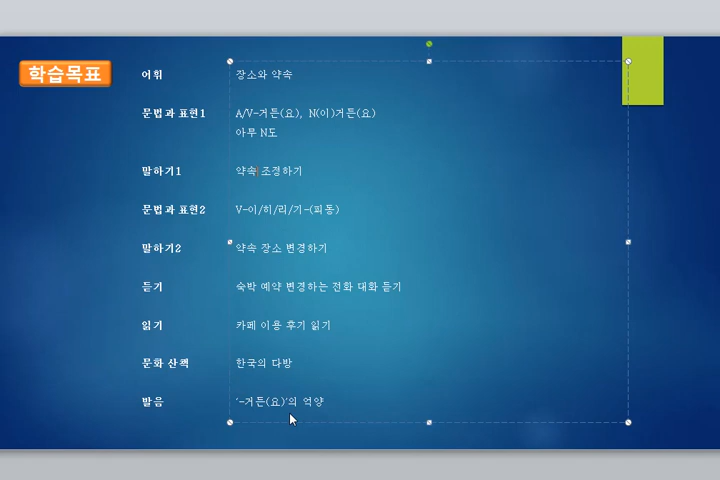 학습목표
어휘 장소와 약속
문법과 표현1 A/V-거든(요), N(이)거든(요)
아무 N도
말하기1 약속 조정하기
문법과 표현2 V-이/히/리/기-(피동)
말하기2 약속 장소 변경하기
듣기 숙박 예약 변경하는 전화 대화 듣기
읽기 카페 이용 후기 읽기
문화 산책 한국의 다방
발음 '-거든(요)'의 억양